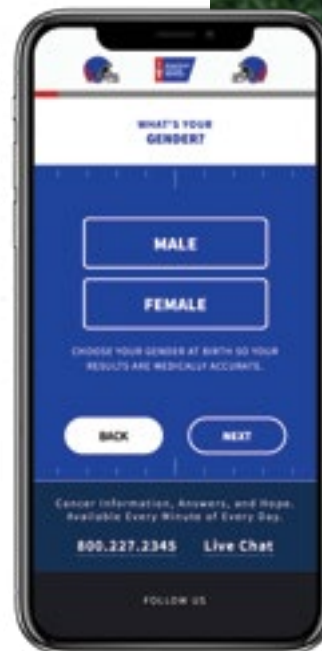 WHAT'S YOUR
GENDER?
MALE
FEMALE
CHOOSE YOUR GENDER AT BIRTH SO YOUR
RESULTS ARE MEDICALLY ACCURATE.
BACK
NEXT
Cancer Information, Answers, and Hope.
Available Every Minute of Every Day.
800.227.2345
Live Chat
FOLLOW US